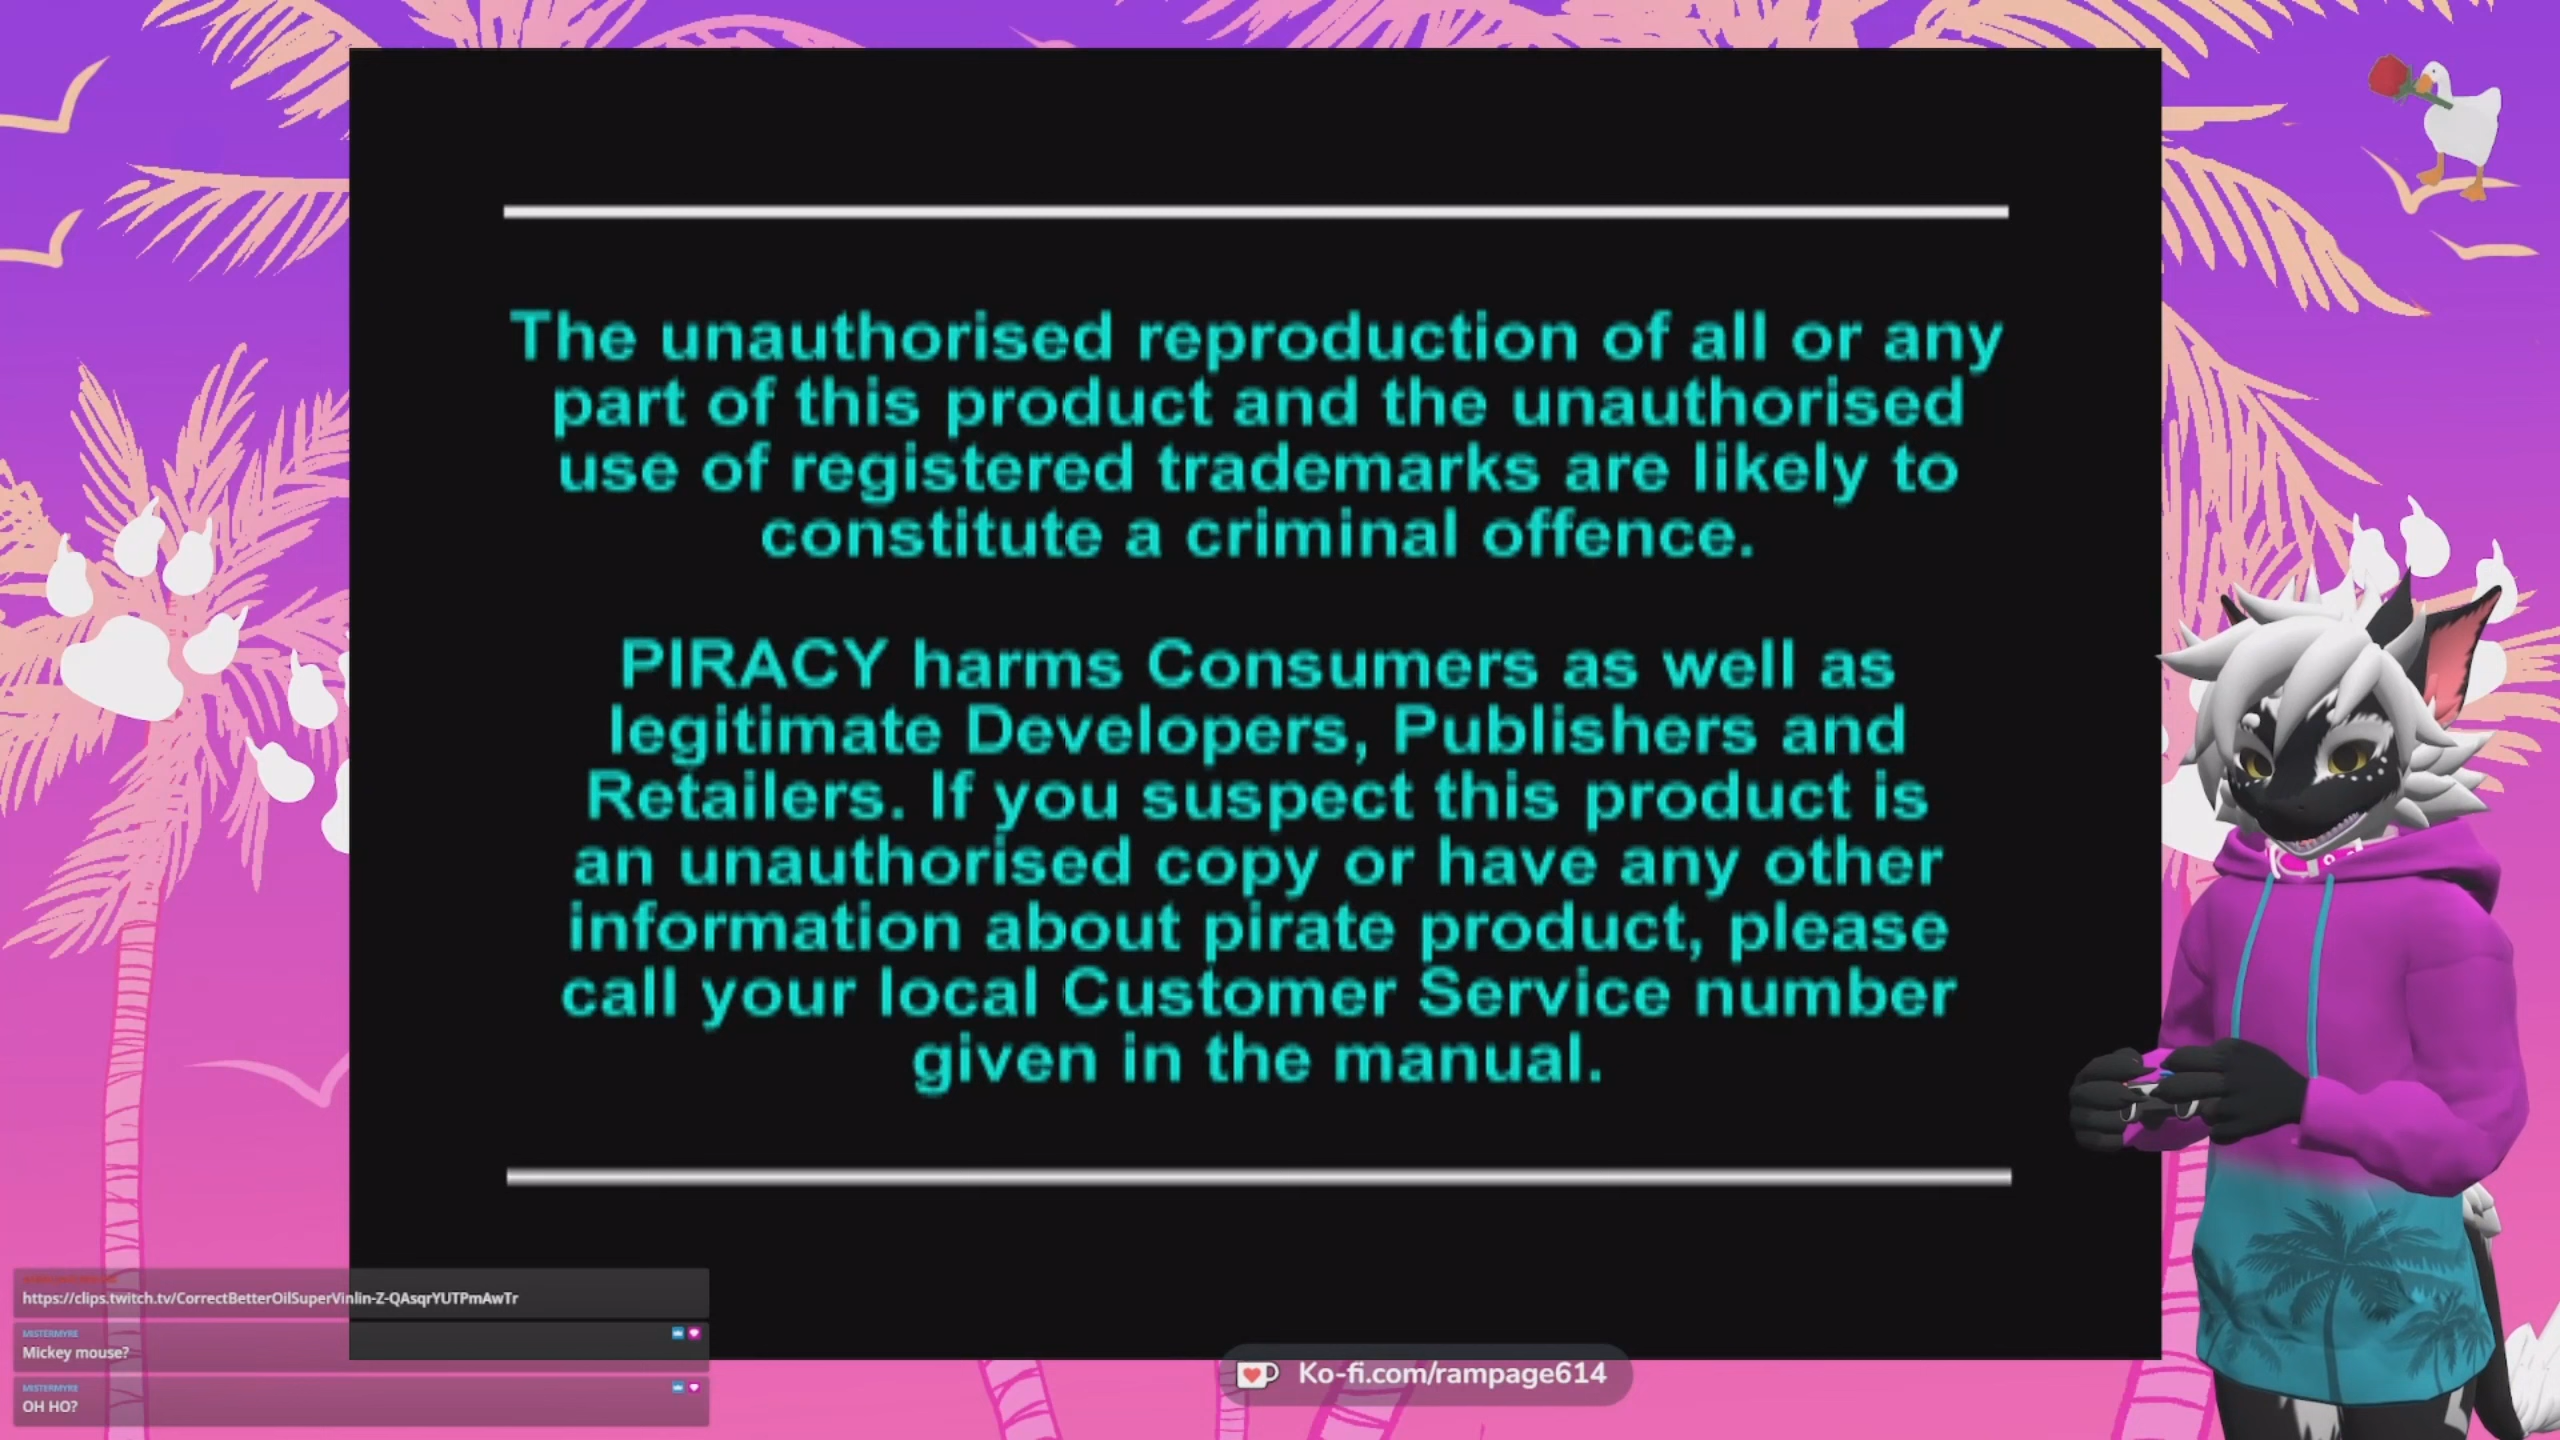 The unauthorised reproduction of all or any
part of this product and the unauthorised
use of registered trademarks are likely to
constitute a criminal offence.
PIRACY harms Consumers as well as
legitimate Developers, Publishers and
Retailers. If you suspect this product is
an unauthorised copy or have any other
information about pirate product, please
call your local Customer Service number
given in the manual.
https://clips.twitch.tv/CorrectBetterOilSuperVinlin-Z-QAsqrYUTPmAwTr
MISTERMYRE
Mickey mouse?
MISTERMYRE
OH HO?
Ko-fi.com/rampage614